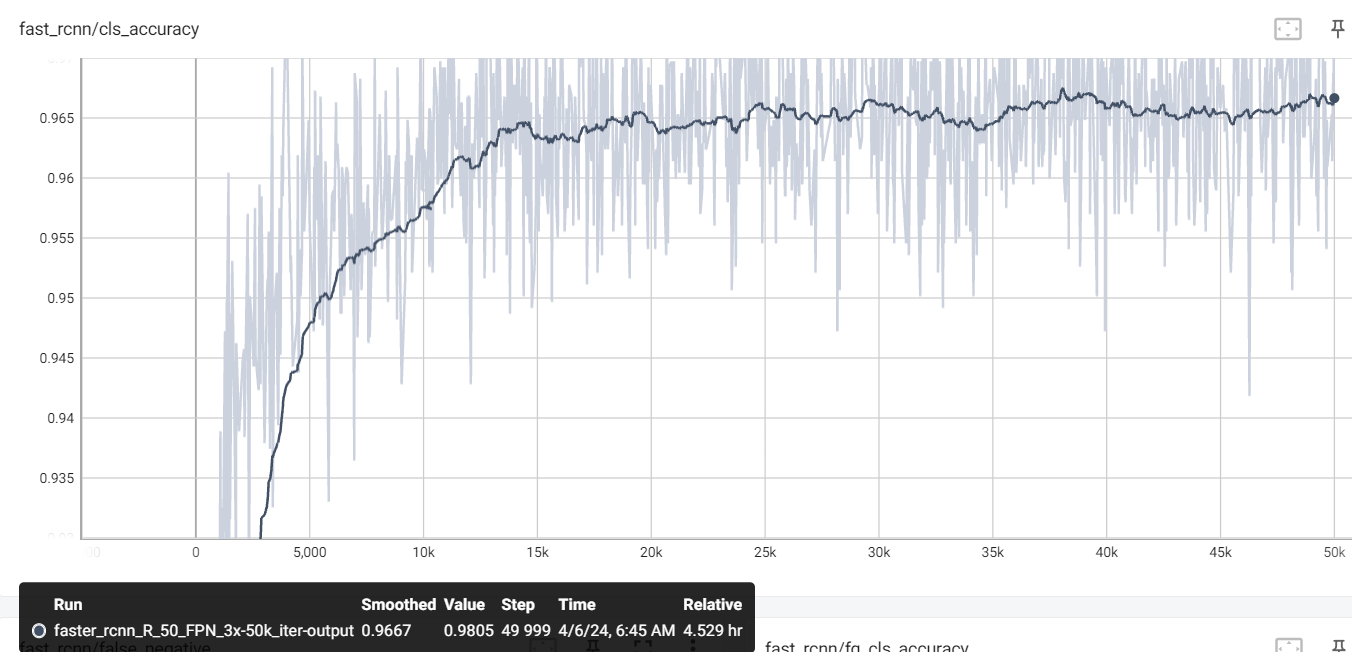 fast_rcnn/cls_accuracy
0.965
0.96
0.955
0.95
0.945
0.94
0.935
0 5,000 10k 15k 20k 25k 30k 35k 40k 45k 50k
Run Smoothed Value Step Time Relative
faster_rcnn_R_50_FPN_3x-50k_iter-output 0.9667 0.9805 49 999 4/6/24, 6:45 AM 4.529 hr
fast_rcnn/false_negative fast_rcnn/fg_cls_accuracy